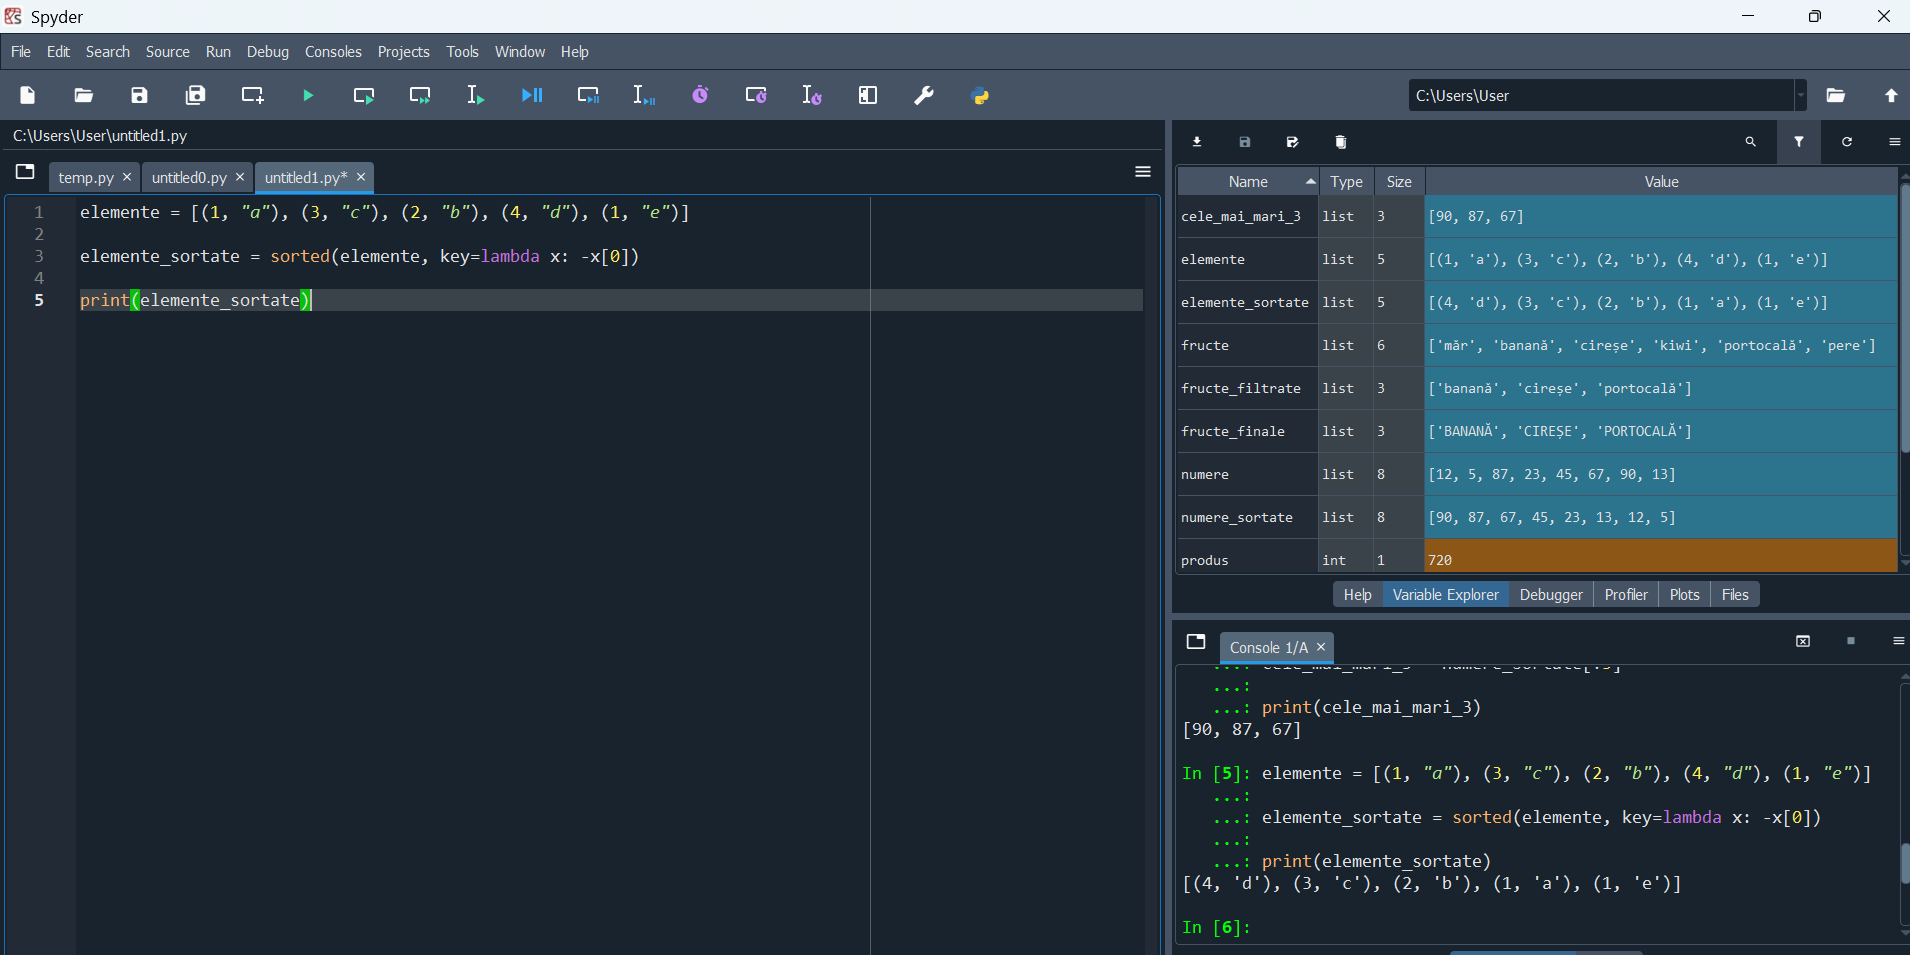 Spyder
File Edit Search Source Run Debug Consoles Projects Tools Window Help
C:\Users\User
C:\Users\User\untitled1.py
temp.py untitled0.py untitled1.py*
1 elemente = [(1, "a"), (3, "c"), (2, "b"), (4, "d"), (1, "e")]
2
3 elemente_sortate = sorted(elemente, key=lambda x: -x[0])
4
5 print(elemente_sortate)
Name Type Size Value
cele_mai_mari_3 list 3 [90, 87, 67]
elemente list 5 [(1, 'a'), (3, 'c'), (2, 'b'), (4, 'd'), (1, 'e')]
elemente_sortate list 5 [(4, 'd'), (3, 'c'), (2, 'b'), (1, 'a'), (1, 'e')]
fructe list 6 ['măr', 'banană', 'cireșe', 'kiwi', 'portocală', 'pere']
fructe_filtrate list 3 ['banană', 'cireșe', 'portocală']
fructe_finale list 3 ['BANANĂ', 'CIREȘE', 'PORTOCALĂ']
numere list 8 [12, 5, 87, 23, 45, 67, 90, 13]
numere_sortate list 8 [90, 87, 67, 45, 23, 13, 12, 5]
produs int 1 720
Help Variable Explorer Debugger Profiler Plots Files
Console 1/A
...:
...: print(cele_mai_mari_3)
[90, 87, 67]
In [5]: elemente = [(1, "a"), (3, "c"), (2, "b"), (4, "d"), (1, "e")]
...:
...: elemente_sortate = sorted(elemente, key=lambda x: -x[0])
...:
...: print(elemente_sortate)
[(4, 'd'), (3, 'c'), (2, 'b'), (1, 'a'), (1, 'e')]
In [6]: